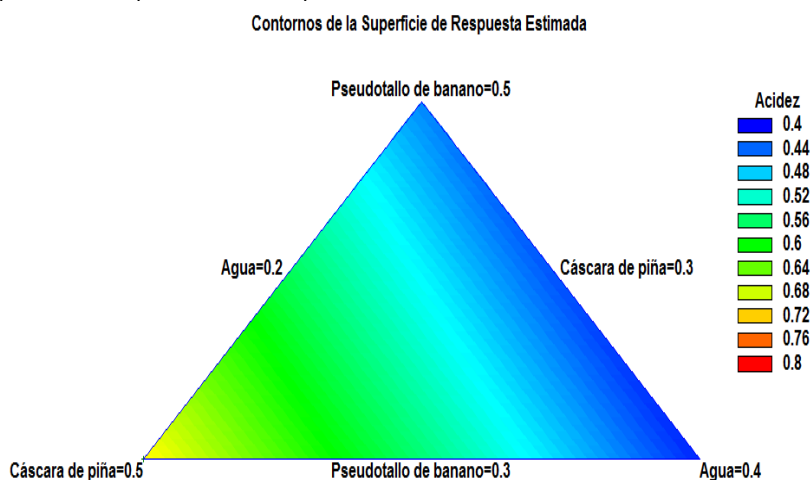 Contornos de la Superficie de Respuesta Estimada
Pseudotallo de banano=0.5
Acidez
0.4
0.44
0.48
0.52
0.56
0.6
0.64
0.68
0.72
0.76
0.8
Agua=0.2
Cáscara de piña=0.3
Cáscara de piña=0.5
Pseudotallo de banano=0.3
Agua=0.4